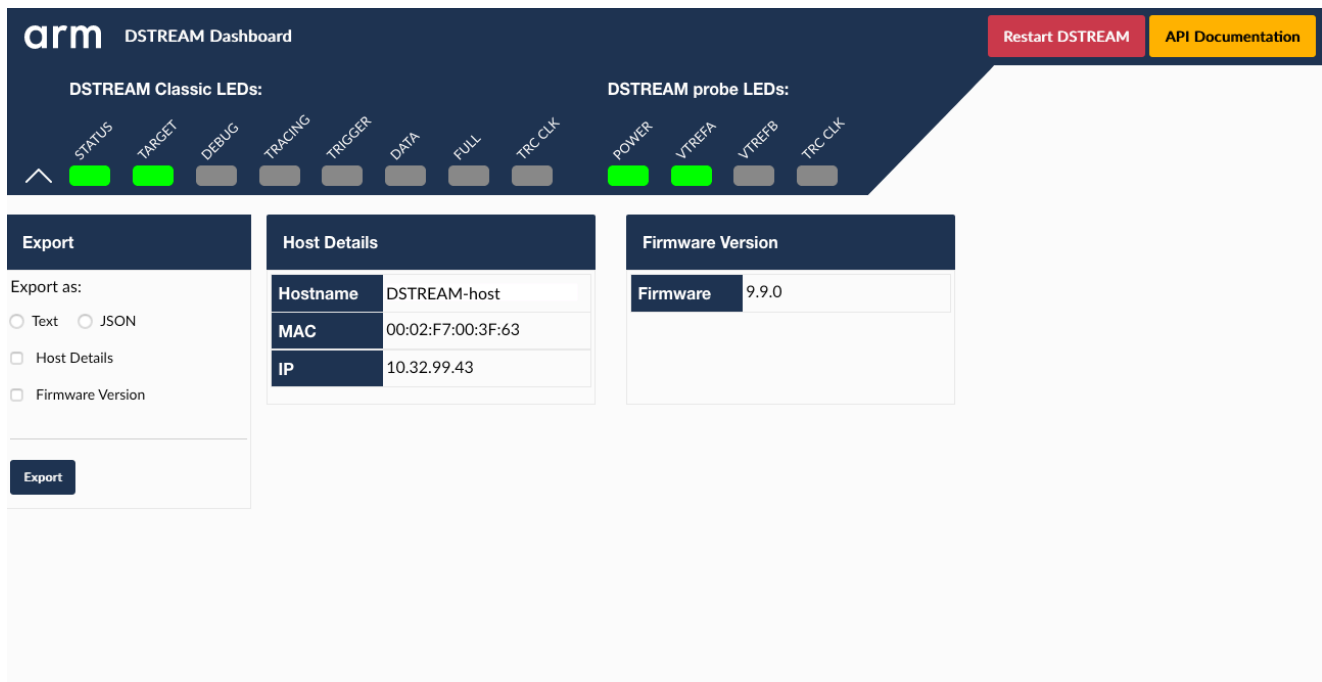 arm DSTREAM Dashboard Restart DSTREAM API Documentation
DSTREAM Classic LEDs: DSTREAM probe LEDs:
STATUS TARGET DEBUG TRACING TRIGGER DATA FULL TRC CLK POWER VTREFA VTREFB TRC CLK
Export
Export as:
Text JSON
Host Details
Firmware Version
Export
Host Details
Hostname DSTREAM-host
MAC 00:02:F7:00:3F:63
IP 10.32.99.43
Firmware Version
Firmware 9.9.0